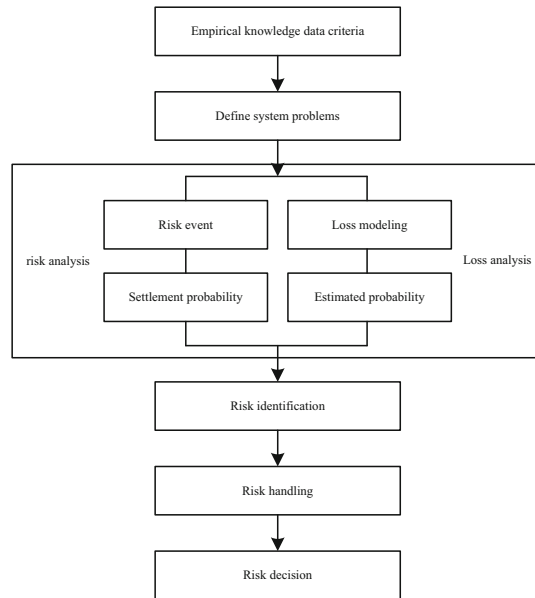 Empirical knowledge data criteria
Define system problems
Risk event
Loss modeling
risk analysis
Loss analysis
Settlement probability
Estimated probability
Risk identification
Risk handling
Risk decision